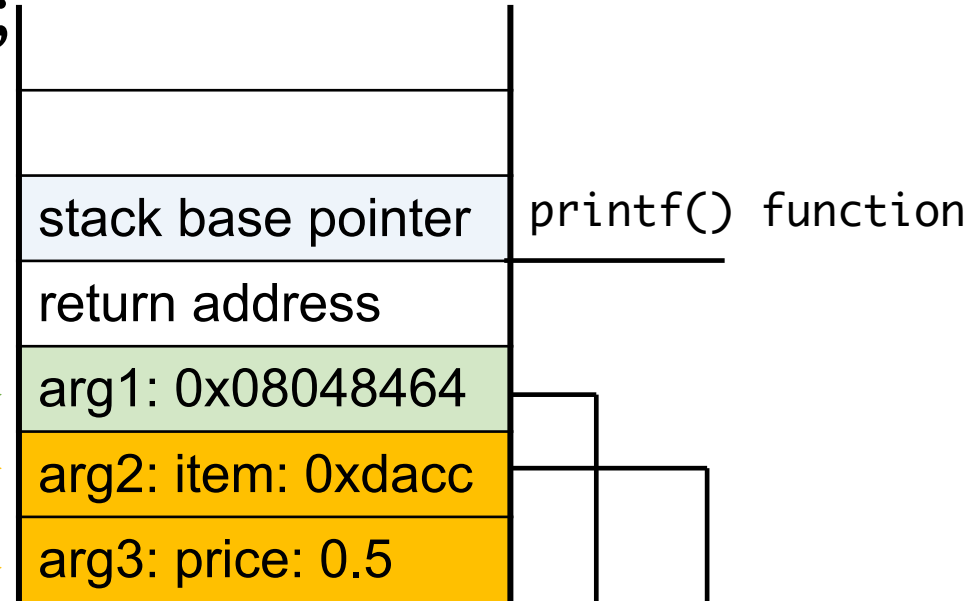 ;
stack base pointer
printf() function
return address
arg1: 0x08048464
arg2: item: 0xdacc
arg3: price: 0.5